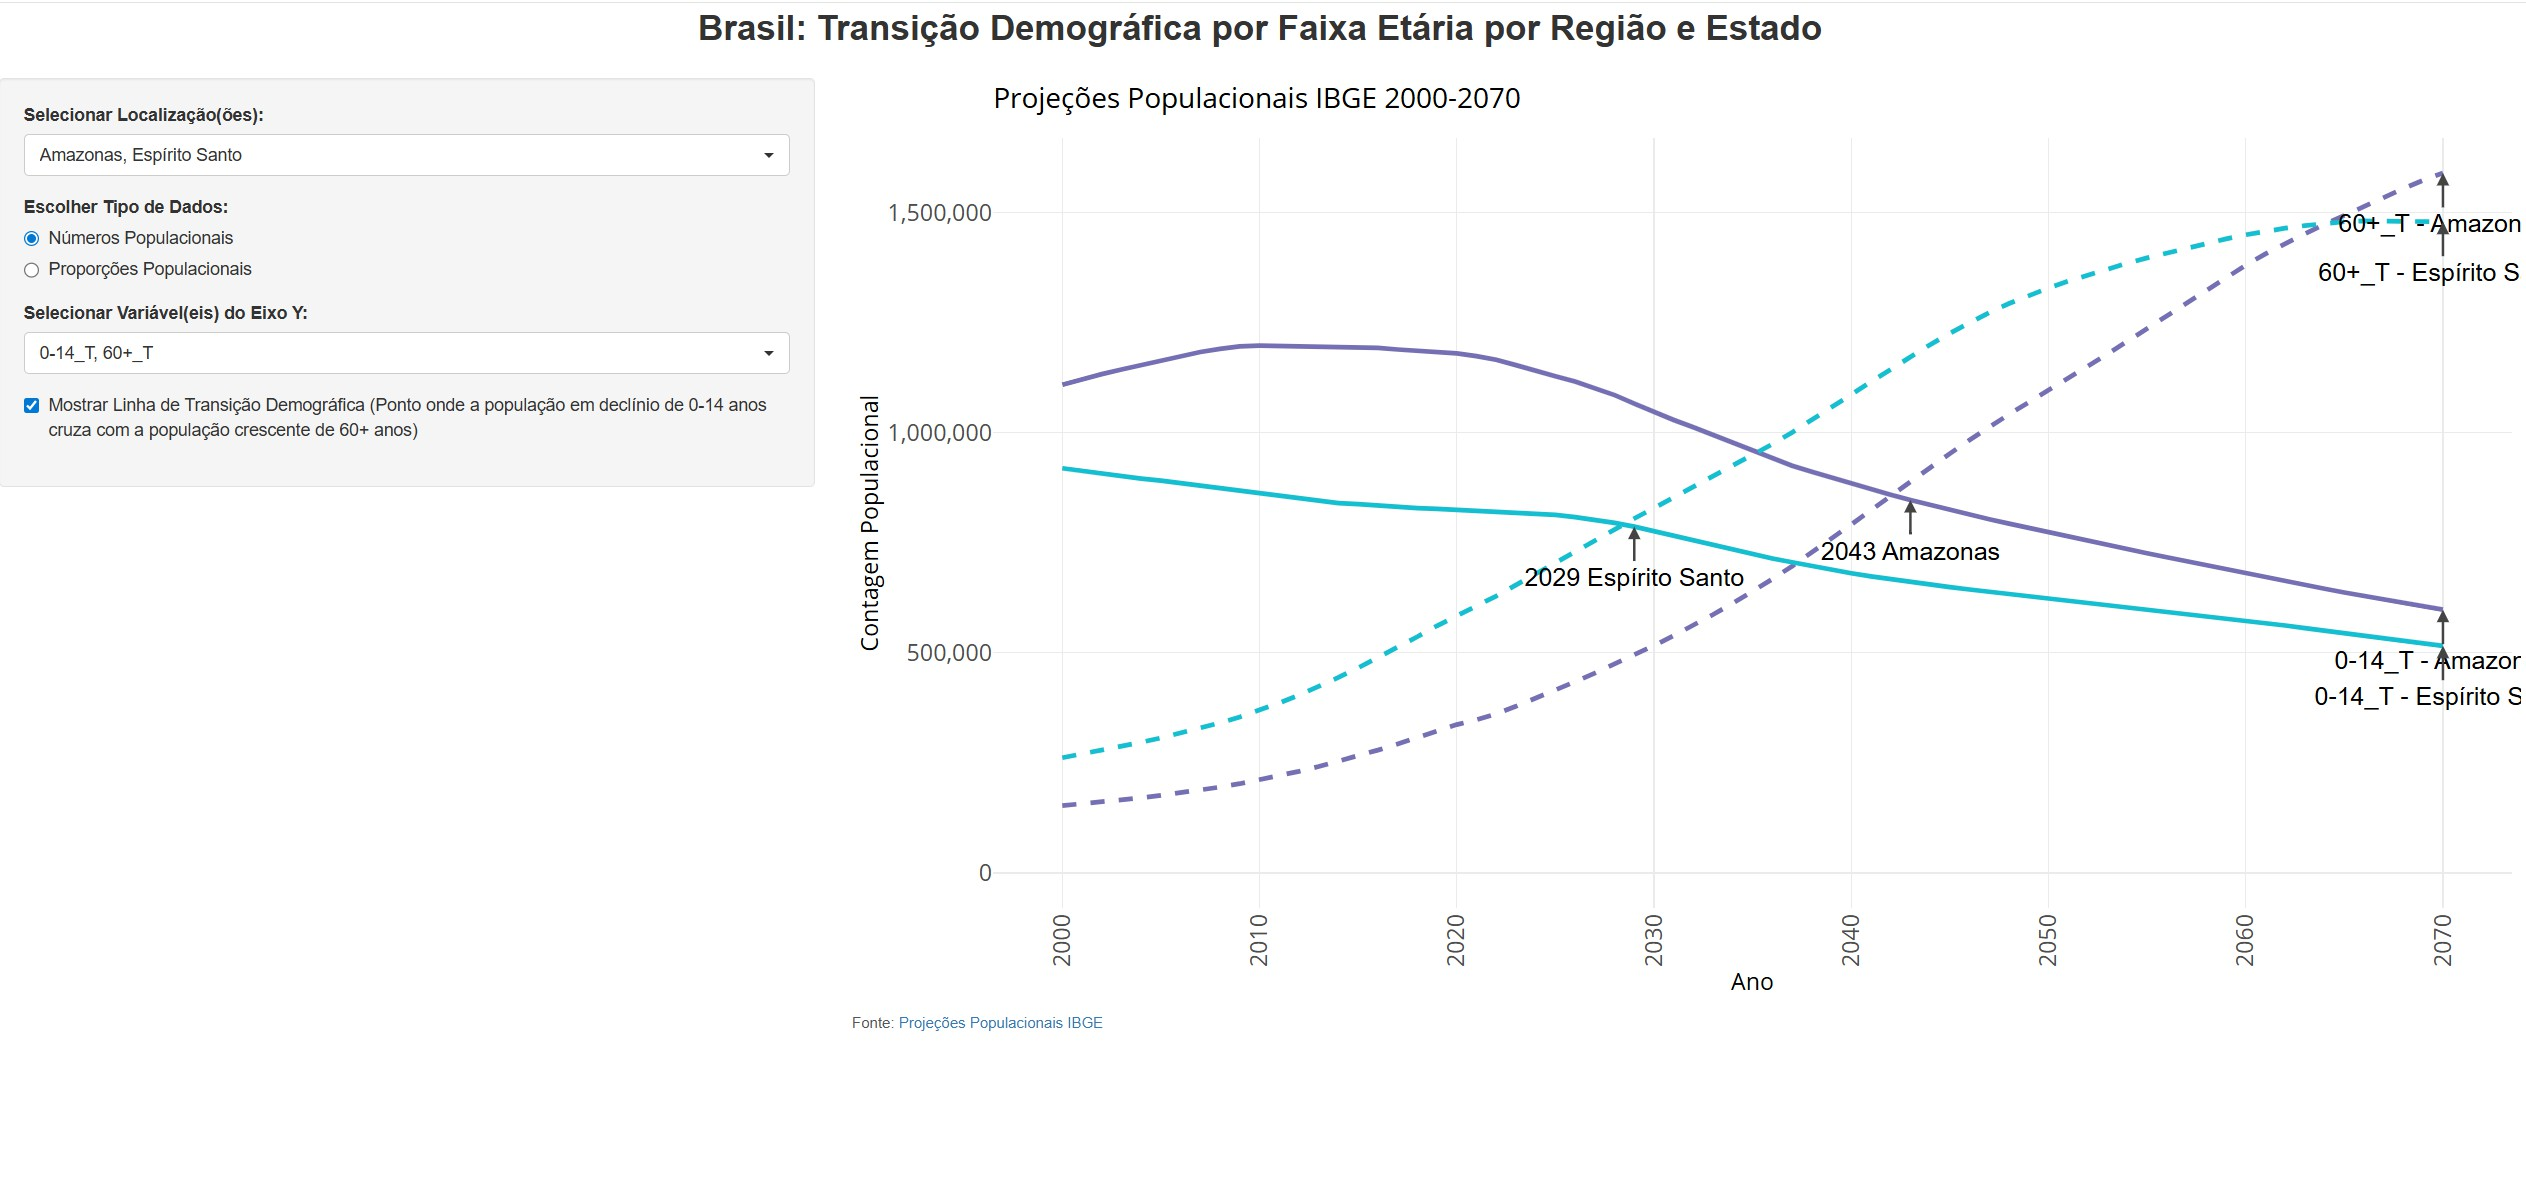 Brasil: Transição Demográfica por Faixa Etária por Região e Estado
Selecionar Localização(ões):
Amazonas, Espírito Santo
Escolher Tipo de Dados:
Números Populacionais
Proporções Populacionais
Selecionar Variável(eis) do Eixo Y:
0-14_T, 60+_T
Mostrar Linha de Transição Demográfica (Ponto onde a população em declínio de 0-14 anos
cruza com a população crescente de 60+ anos)
Projeções Populacionais IBGE 2000-2070
Contagem Populacional
1,500,000
1,000,000
500,000
0
60+_T - Amazon
60+_T - Espírito S
2043 Amazonas
2029 Espírito Santo
0-14_T - Amazon
0-14_T - Espírito S
2000
2010
2020
2030
2040
2050
2060
2070
Ano
Fonte: Projeções Populacionais IBGE